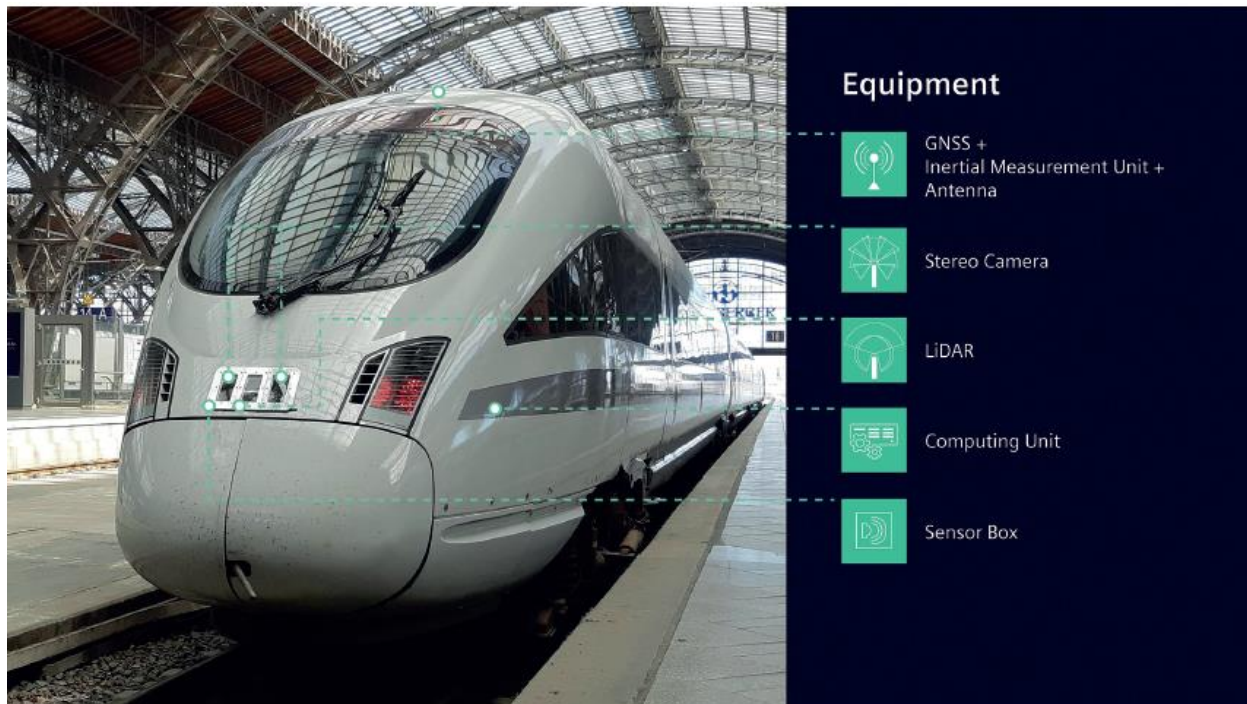 Equipment
GNSS +
Inertial Measurement Unit +
Antenna
Stereo Camera
LiDAR
Computing Unit
Sensor Box